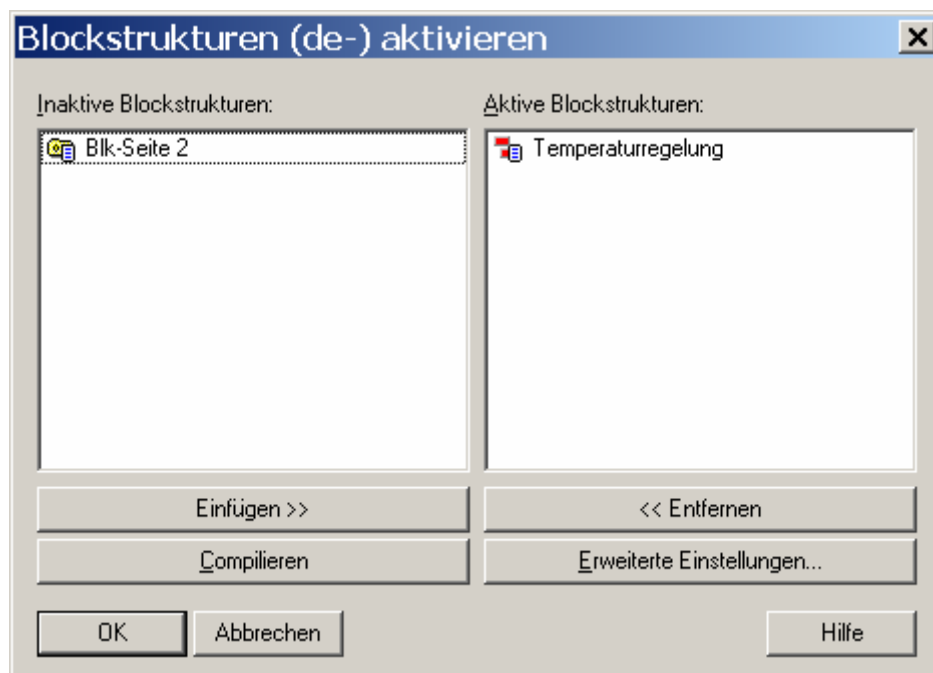 Blockstrukturen (de-) aktivieren
Inaktive Blockstrukturen:
Aktive Blockstrukturen:
Blk-Seite 2
Temperaturregelung
Einfügen >>
<< Entfernen
Compilieren
Erweiterte Einstellungen...
OK
Abbrechen
Hilfe